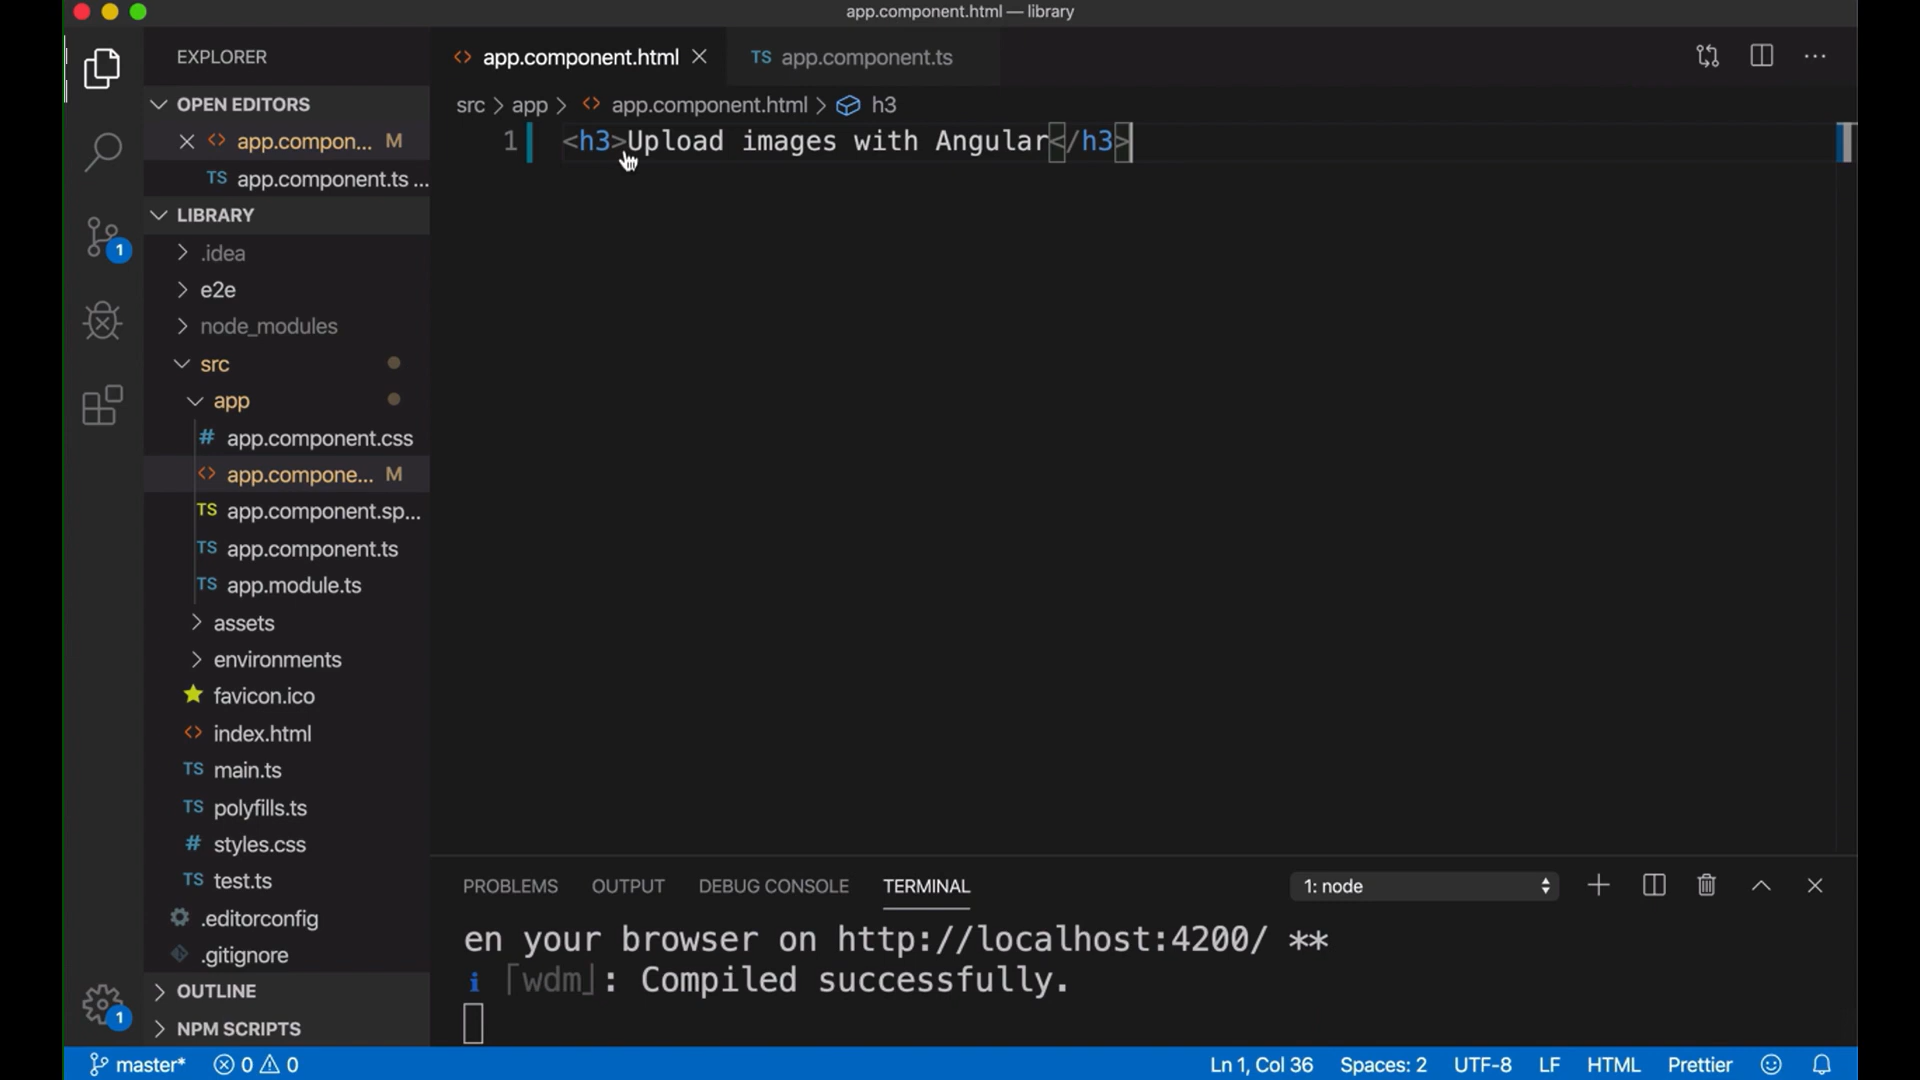 app.component.html — library
EXPLORER
OPEN EDITORS
<> app.compon... M
TS app.component.ts ...
LIBRARY
.idea
e2e
node_modules
src
app
# app.component.css
<> app.compone... M
TS app.component.sp...
TS app.component.ts
TS app.module.ts
assets
environments
favicon.ico
<> index.html
TS main.ts
TS polyfills.ts
# styles.css
TS test.ts
.editorconfig
.gitignore
OUTLINE
NPM SCRIPTS
1
1
<> app.component.html
TS app.component.ts
src > app > <> app.component.html > h3
1 <h3>Upload images with Angular</h3>
PROBLEMS OUTPUT DEBUG CONSOLE TERMINAL 1: node
en your browser on http://localhost:4200/ **
i ｢wdm｣: Compiled successfully.
master* 0 0 Ln 1, Col 36 Spaces: 2 UTF-8 LF HTML Prettier